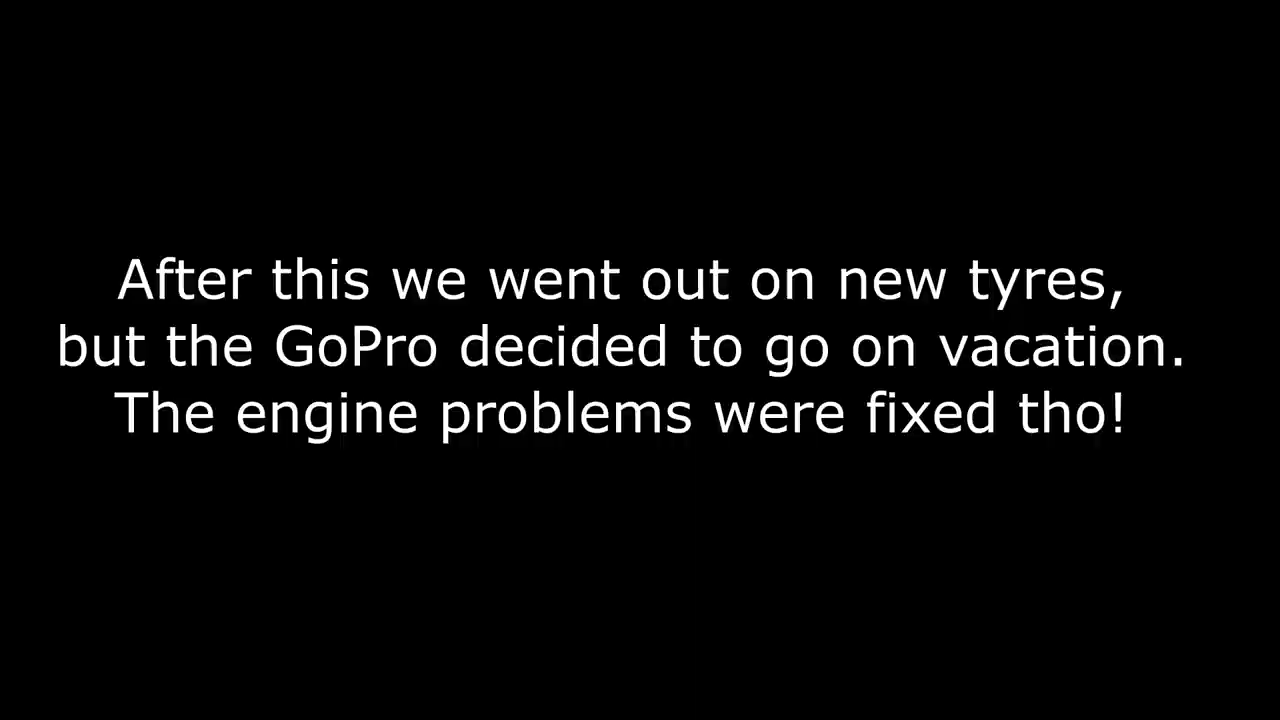 After this we went out on new tyres,
but the GoPro decided to go on vacation.
The engine problems were fixed tho!